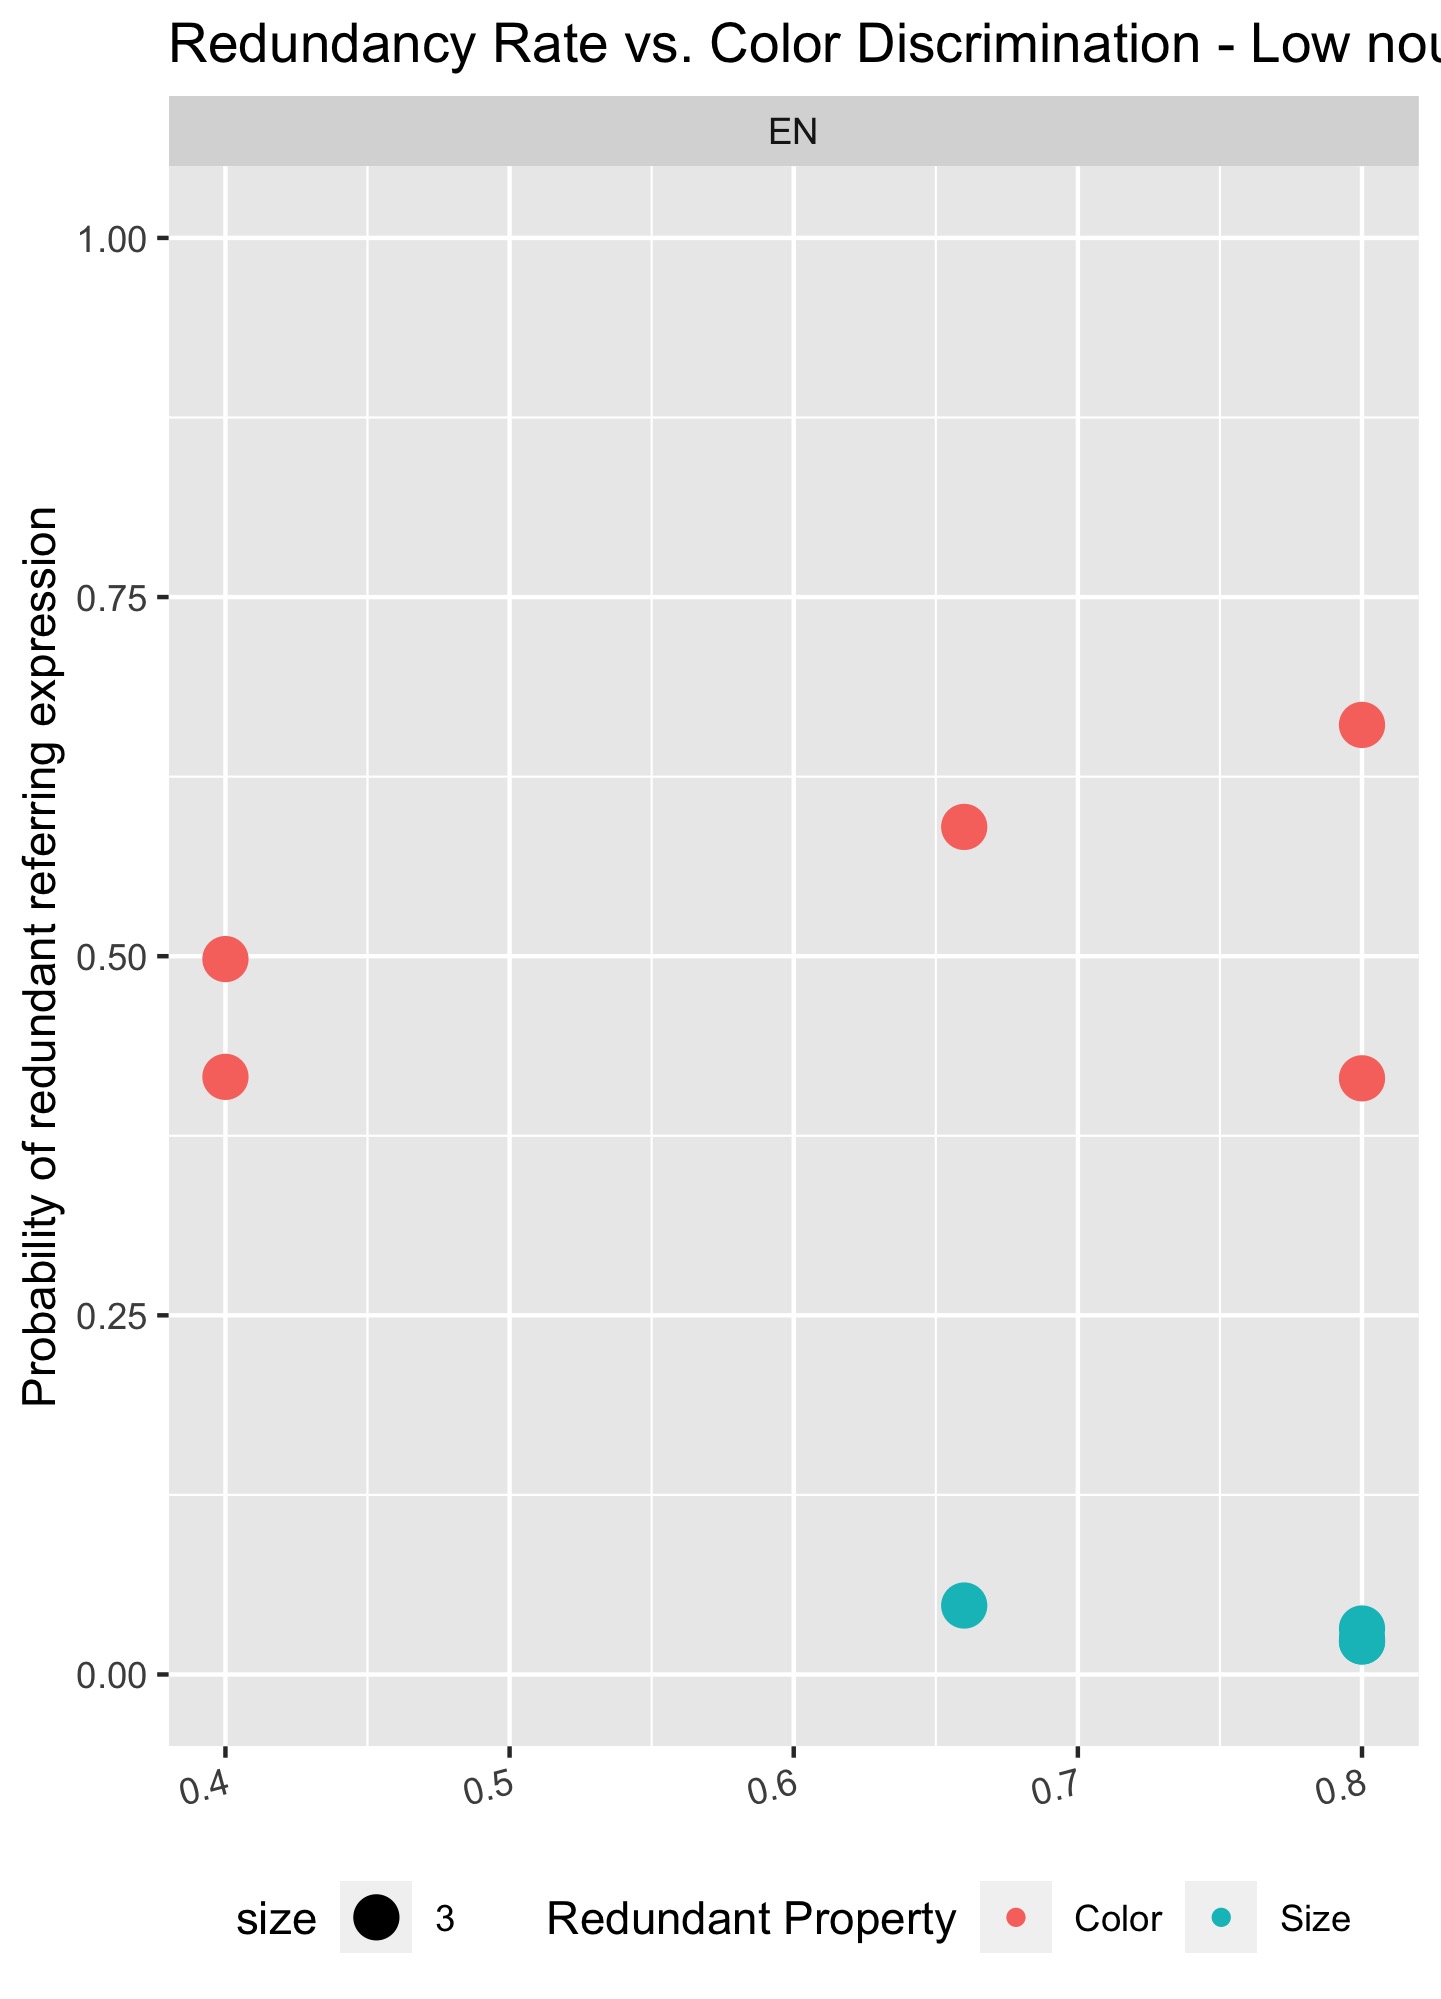 Redundancy Rate vs. Color Discrimination - Low nou
EN
Probability of redundant referring expression
1.00
0.75
0.50
0.25
0.00
0.4 0.5 0.6 0.7 0.8
size 3 Redundant Property Color Size